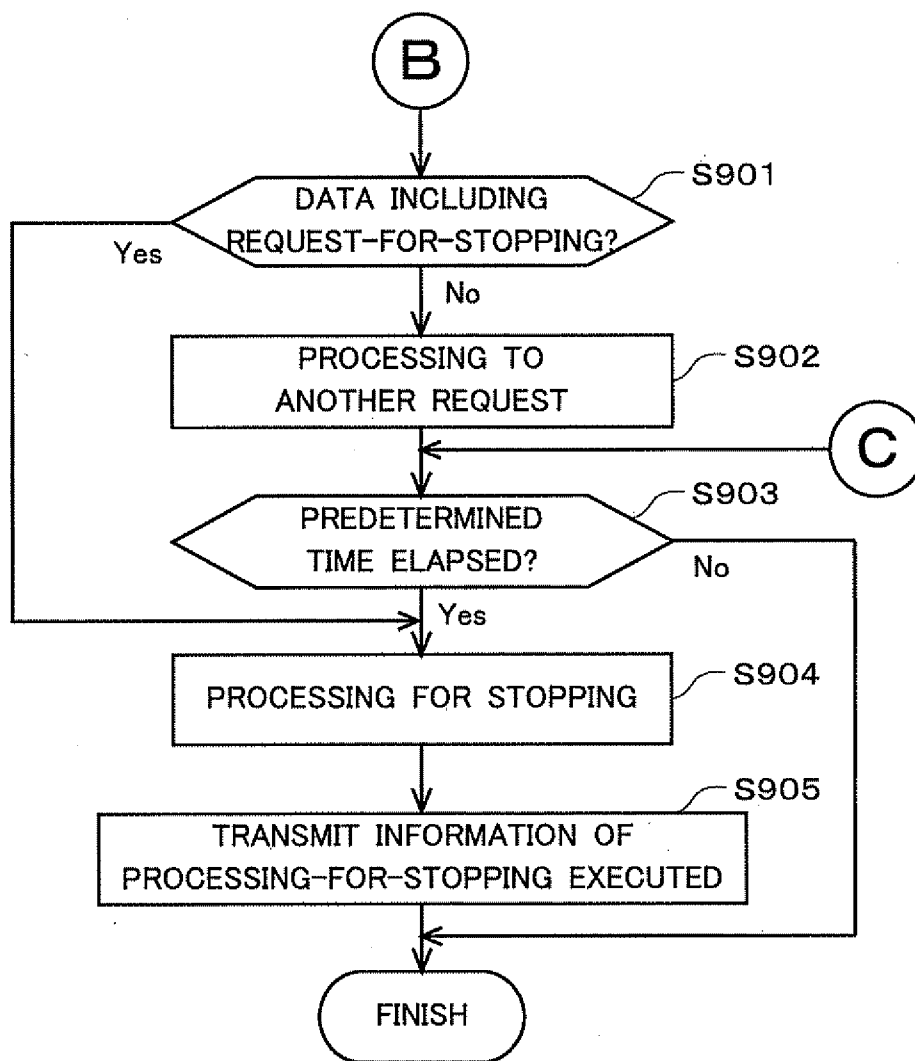 B
DATA INCLUDING
REQUEST-FOR-STOPPING?
S901
Yes
No
PROCESSING TO
ANOTHER REQUEST
S902
C
PREDETERMINED
TIME ELAPSED?
S903
No
Yes
PROCESSING FOR STOPPING
S904
S905
TRANSMIT INFORMATION OF
PROCESSING-FOR-STOPPING EXECUTED
FINISH